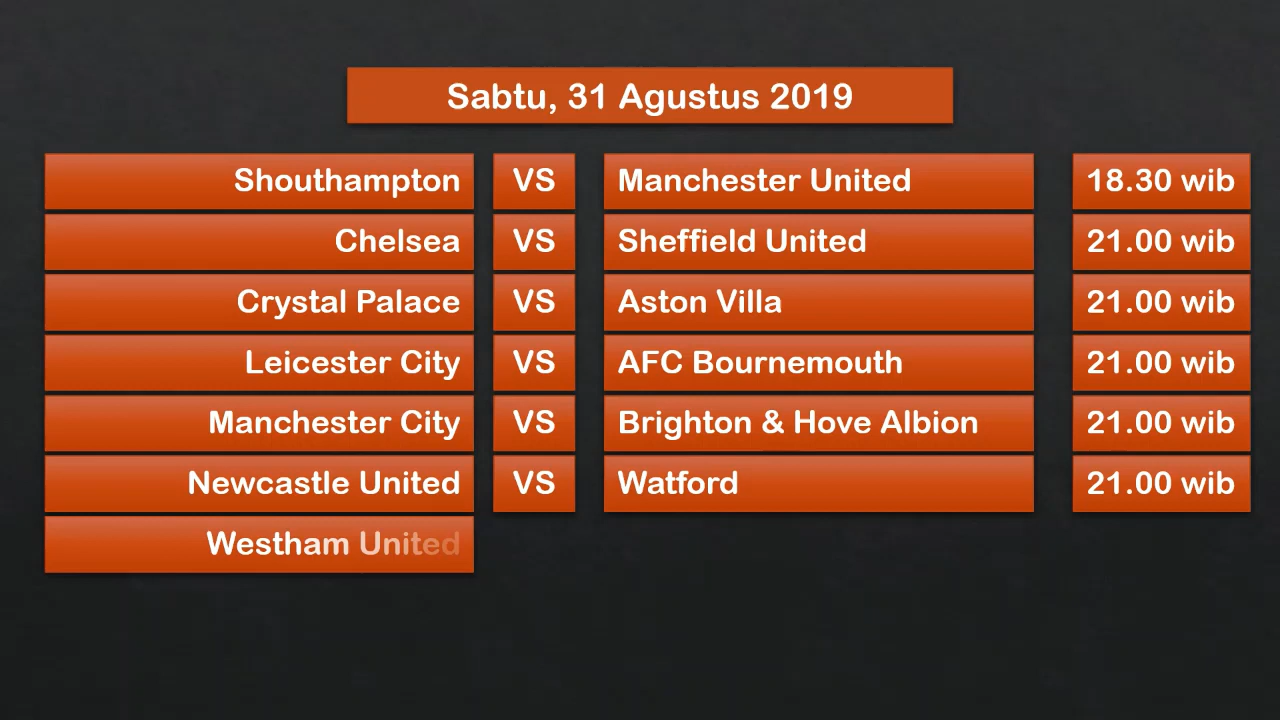 Sabtu, 31 Agustus 2019
Shouthampton VS Manchester United 18.30 wib
Chelsea VS Sheffield United 21.00 wib
Crystal Palace VS Aston Villa 21.00 wib
Leicester City VS AFC Bournemouth 21.00 wib
Manchester City VS Brighton & Hove Albion 21.00 wib
Newcastle United VS Watford 21.00 wib
Westham United